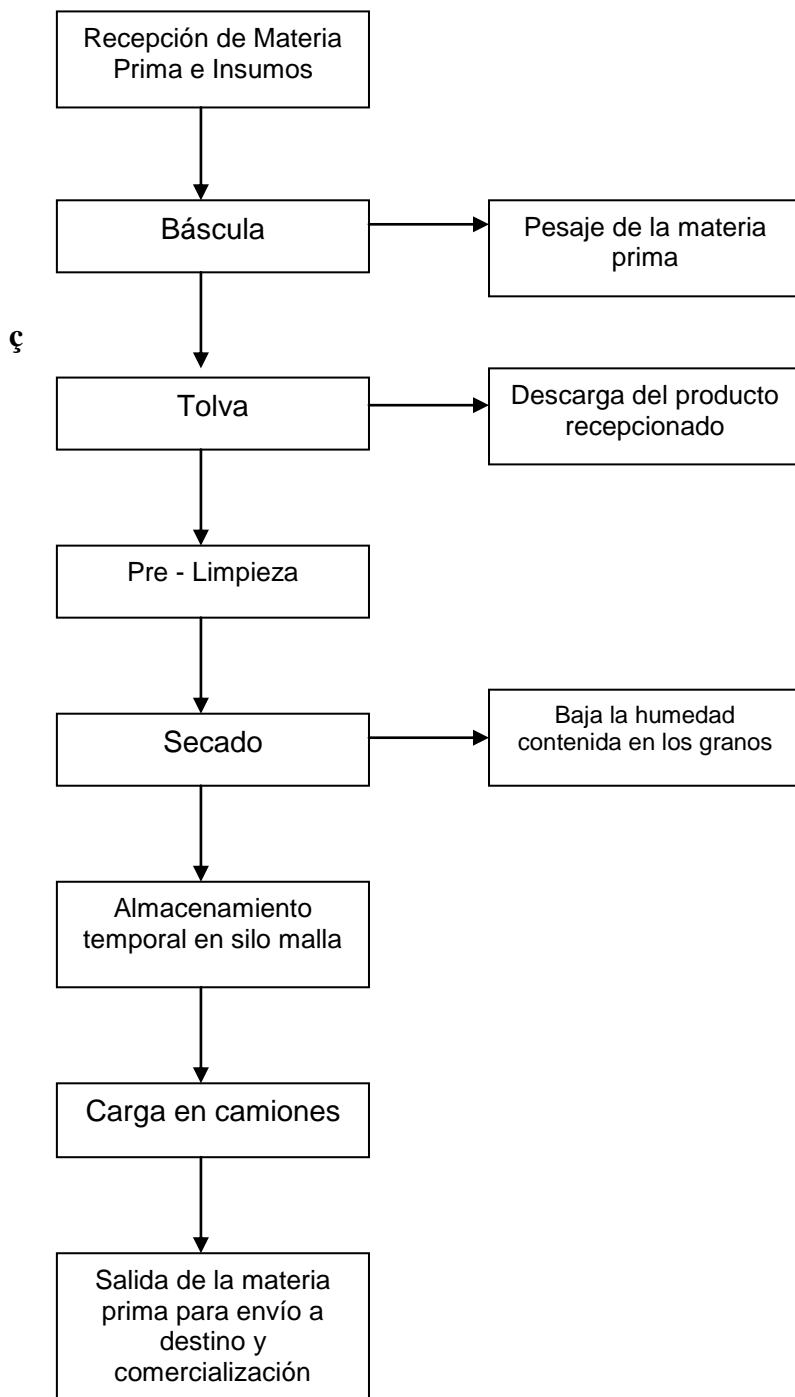 Recepción de Materia
Prima e Insumos
Báscula
Pesaje de la materia
prima
ç
Tolva
Descarga del producto
recepcionado
Pre - Limpieza
Secado
Baja la humedad
contenida en los granos
Almacenamiento
temporal en silo malla
Carga en camiones
Salida de la materia
prima para envío a
destino y
comercialización